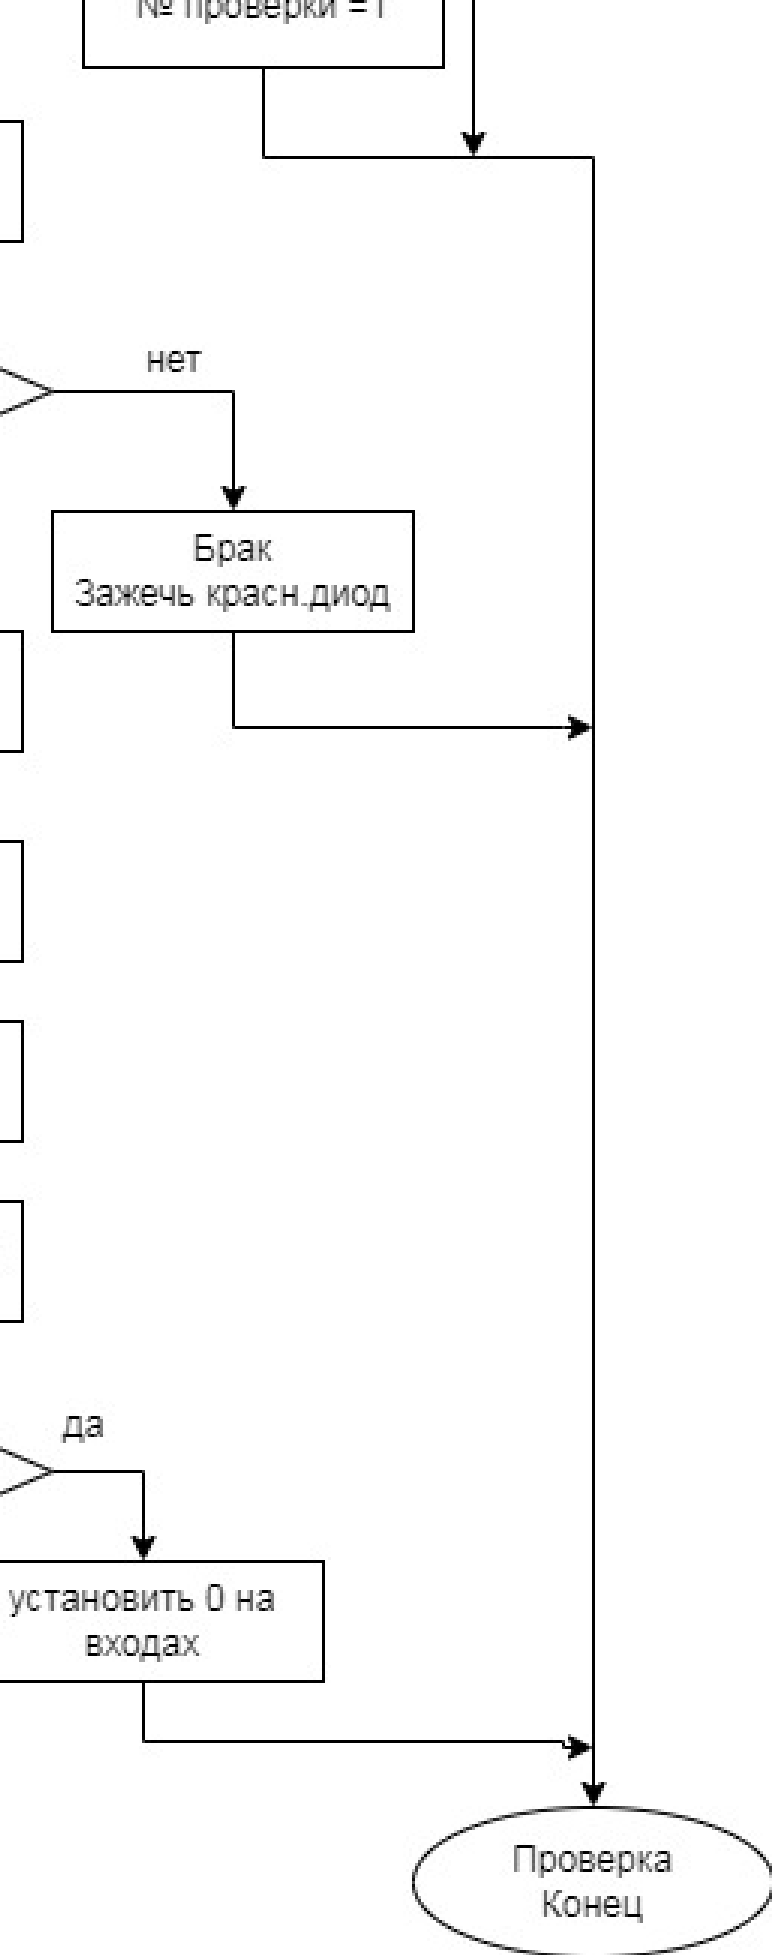 № проверки =1
нет
Брак
Зажечь красн.диод
да
установить 0 на
входах
Проверка
Конец